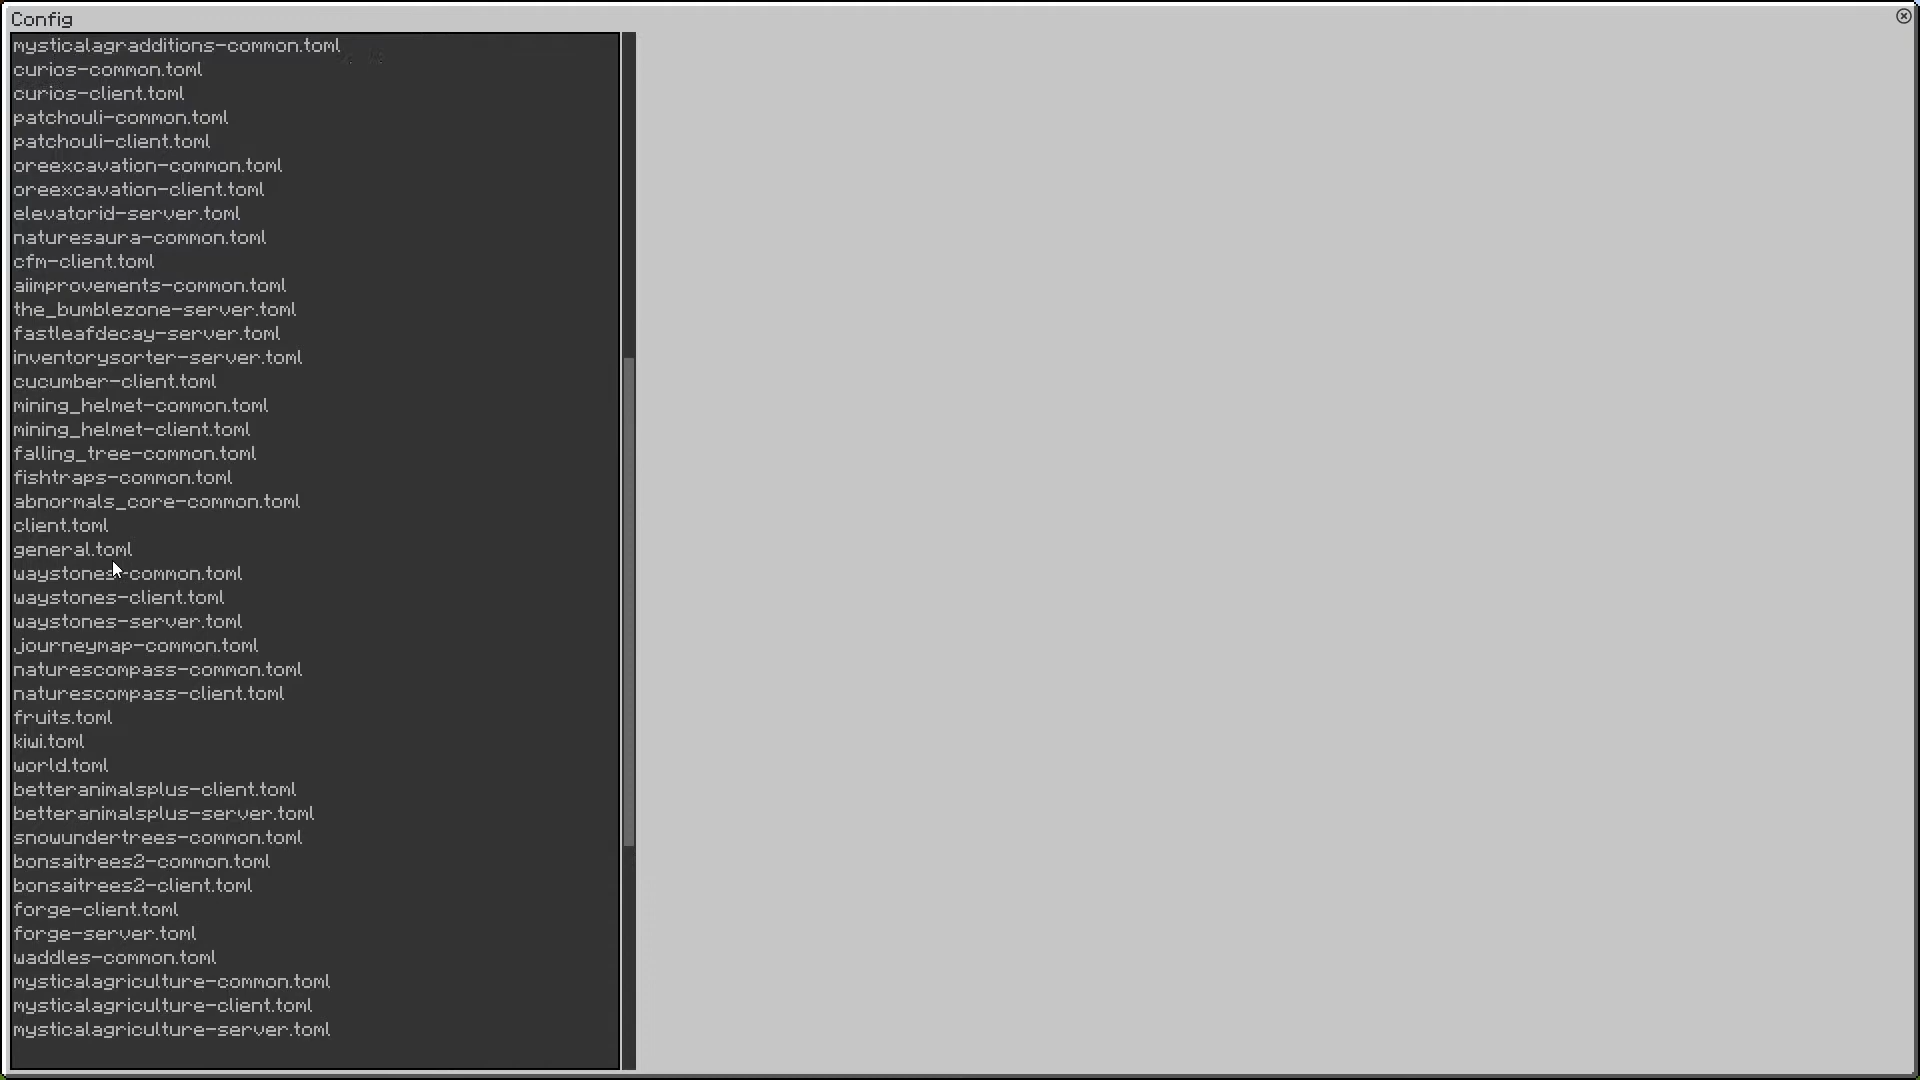 Config
mysticalagradditions-common.toml
curios-common.toml
curios-client.toml
patchouli-common.toml
patchouli-client.toml
oreexcavation-common.toml
oreexcavation-client.toml
elevatorid-server.toml
naturesaura-common.toml
cfm-client.toml
aiimprovements-common.toml
the_bumblezone-server.toml
fastleafdecay-server.toml
inventorysorter-server.toml
cucumber-client.toml
mining_helmet-common.toml
mining_helmet-client.toml
falling_tree-common.toml
fishtraps-common.toml
abnormals_core-common.toml
client.toml
general.toml
waystones-common.toml
waystones-client.toml
waystones-server.toml
journeymap-common.toml
naturescompass-common.toml
naturescompass-client.toml
fruits.toml
kiwi.toml
world.toml
betteranimalsplus-client.toml
betteranimalsplus-server.toml
snowundertrees-common.toml
bonsaitrees2-common.toml
bonsaitrees2-client.toml
forge-client.toml
forge-server.toml
waddles-common.toml
mysticalagriculture-common.toml
mysticalagriculture-client.toml
mysticalagriculture-server.toml